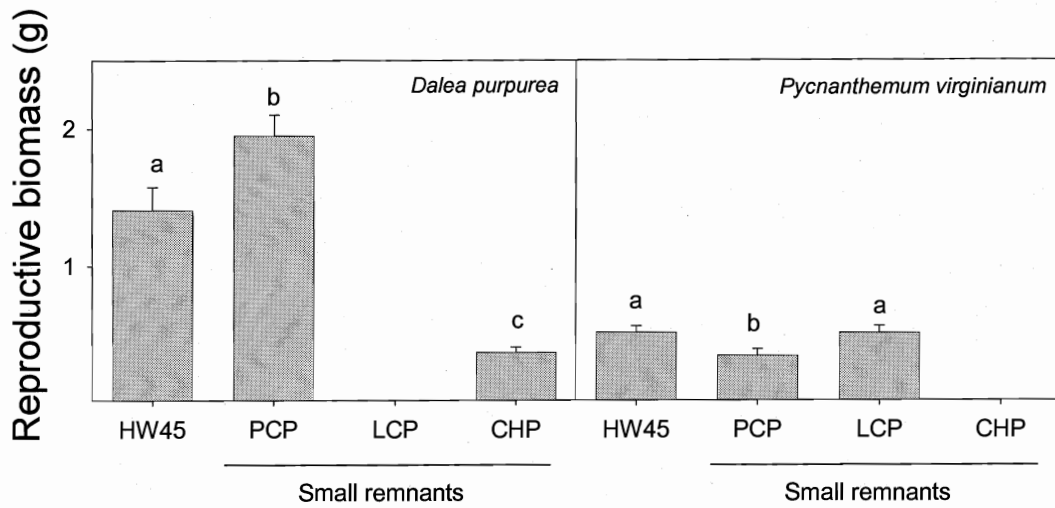 Reproductive biomass (g)
Dalea purpurea
Pycnanthemum virginianum
2
1
a
b
c
a
b
a
HW45 PCP LCP CHP HW45 PCP LCP CHP
Small remnants Small remnants